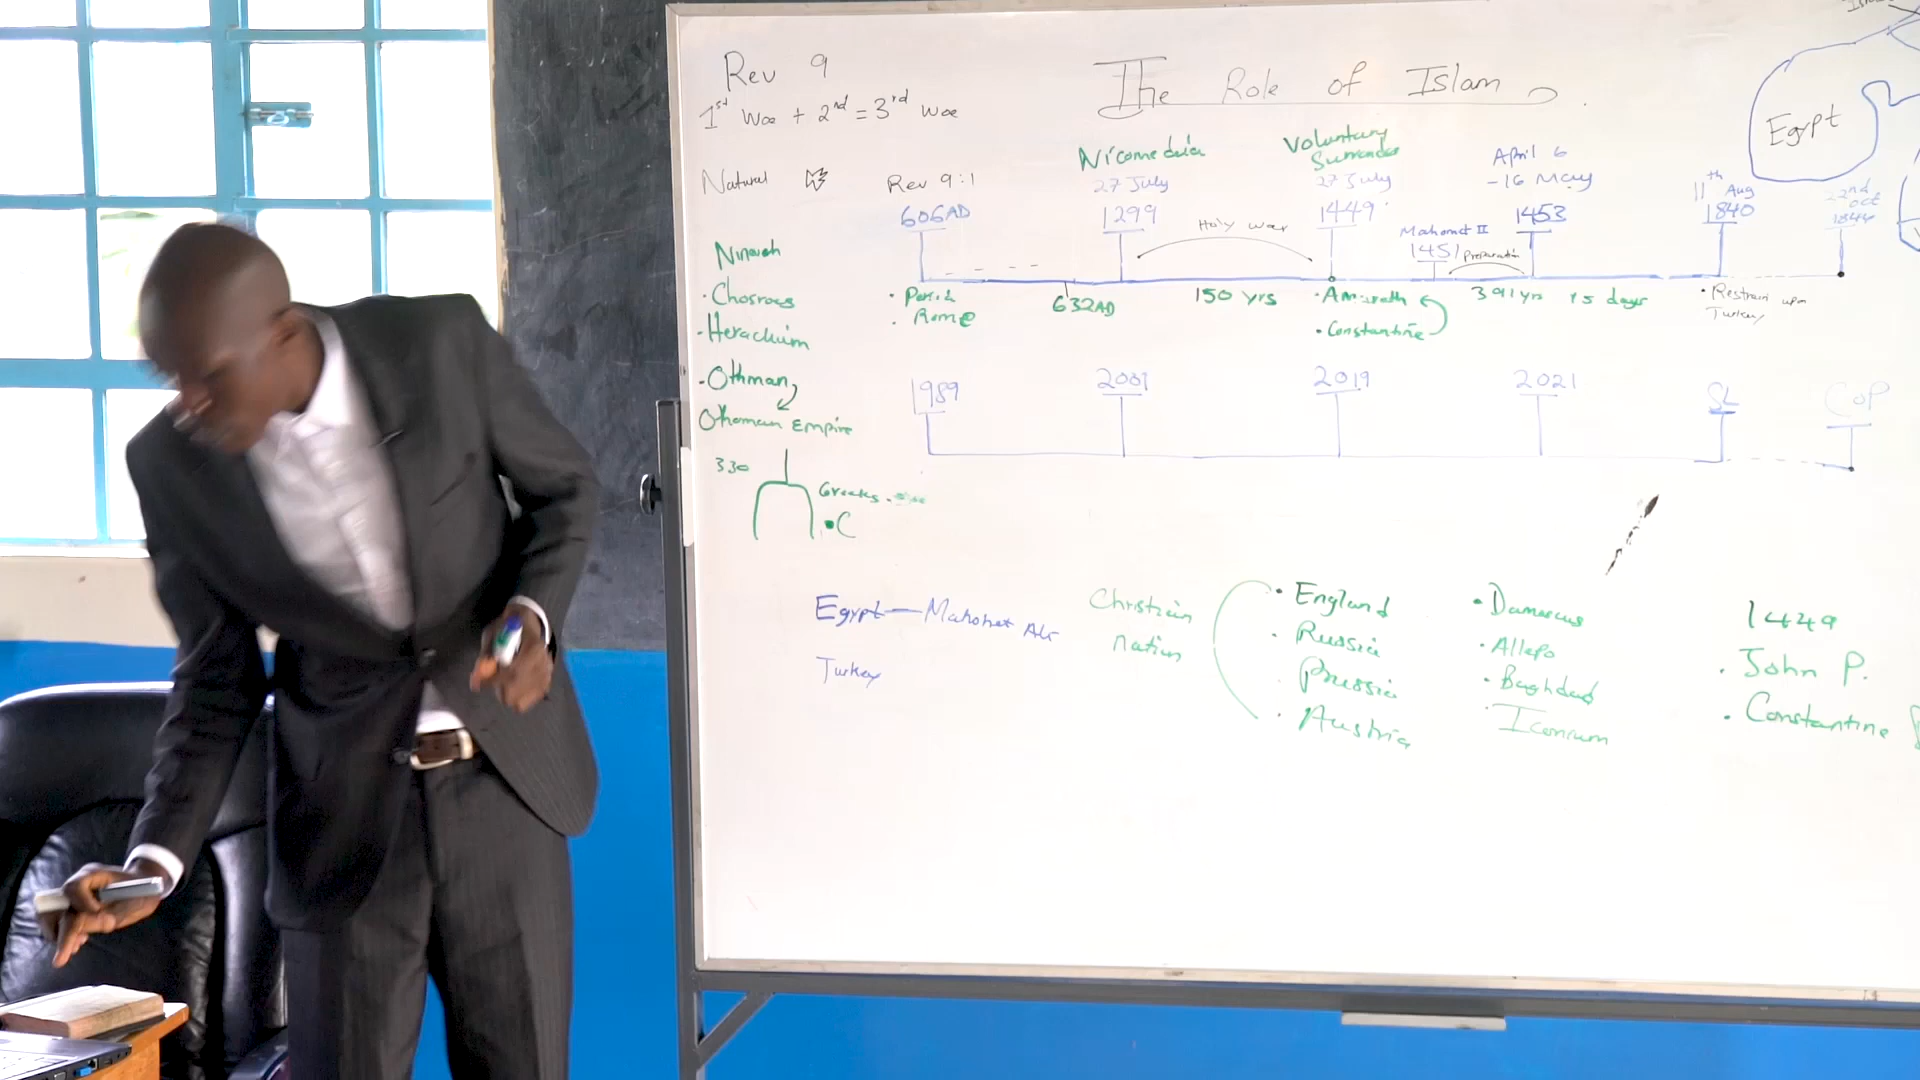 Rev 9
The Role of Islam
1st Woe + 2nd = 3rd Woe
Egypt
Natural
Rev 9:1
606AD
Nicomedia
27 July
1299
Holy war
Voluntary
Surrender
27 July
1449
Mahomet II
1451
Preparation
April 6
-16 May
1453
11th Aug
1840
22nd
Oct
1844
• Persia
• Rome
632AD
150 yrs
• Amurath
• Constantine
391 yrs 15 days
• Restrain upon
Turkey
Ninaveh
• Chosroes
• Heraclium
• Othman
Othoman Empire
330
Greeks
• C
1989
2001
2019
2021
SL
CoP
Egypt — Mahomet Ali
Turkey
Christian
nation
• England
• Russia
• Prussia
• Austria
• Damascus
• Allepo
• Baghdad
• Iconium
1449
• John P.
• Constantine